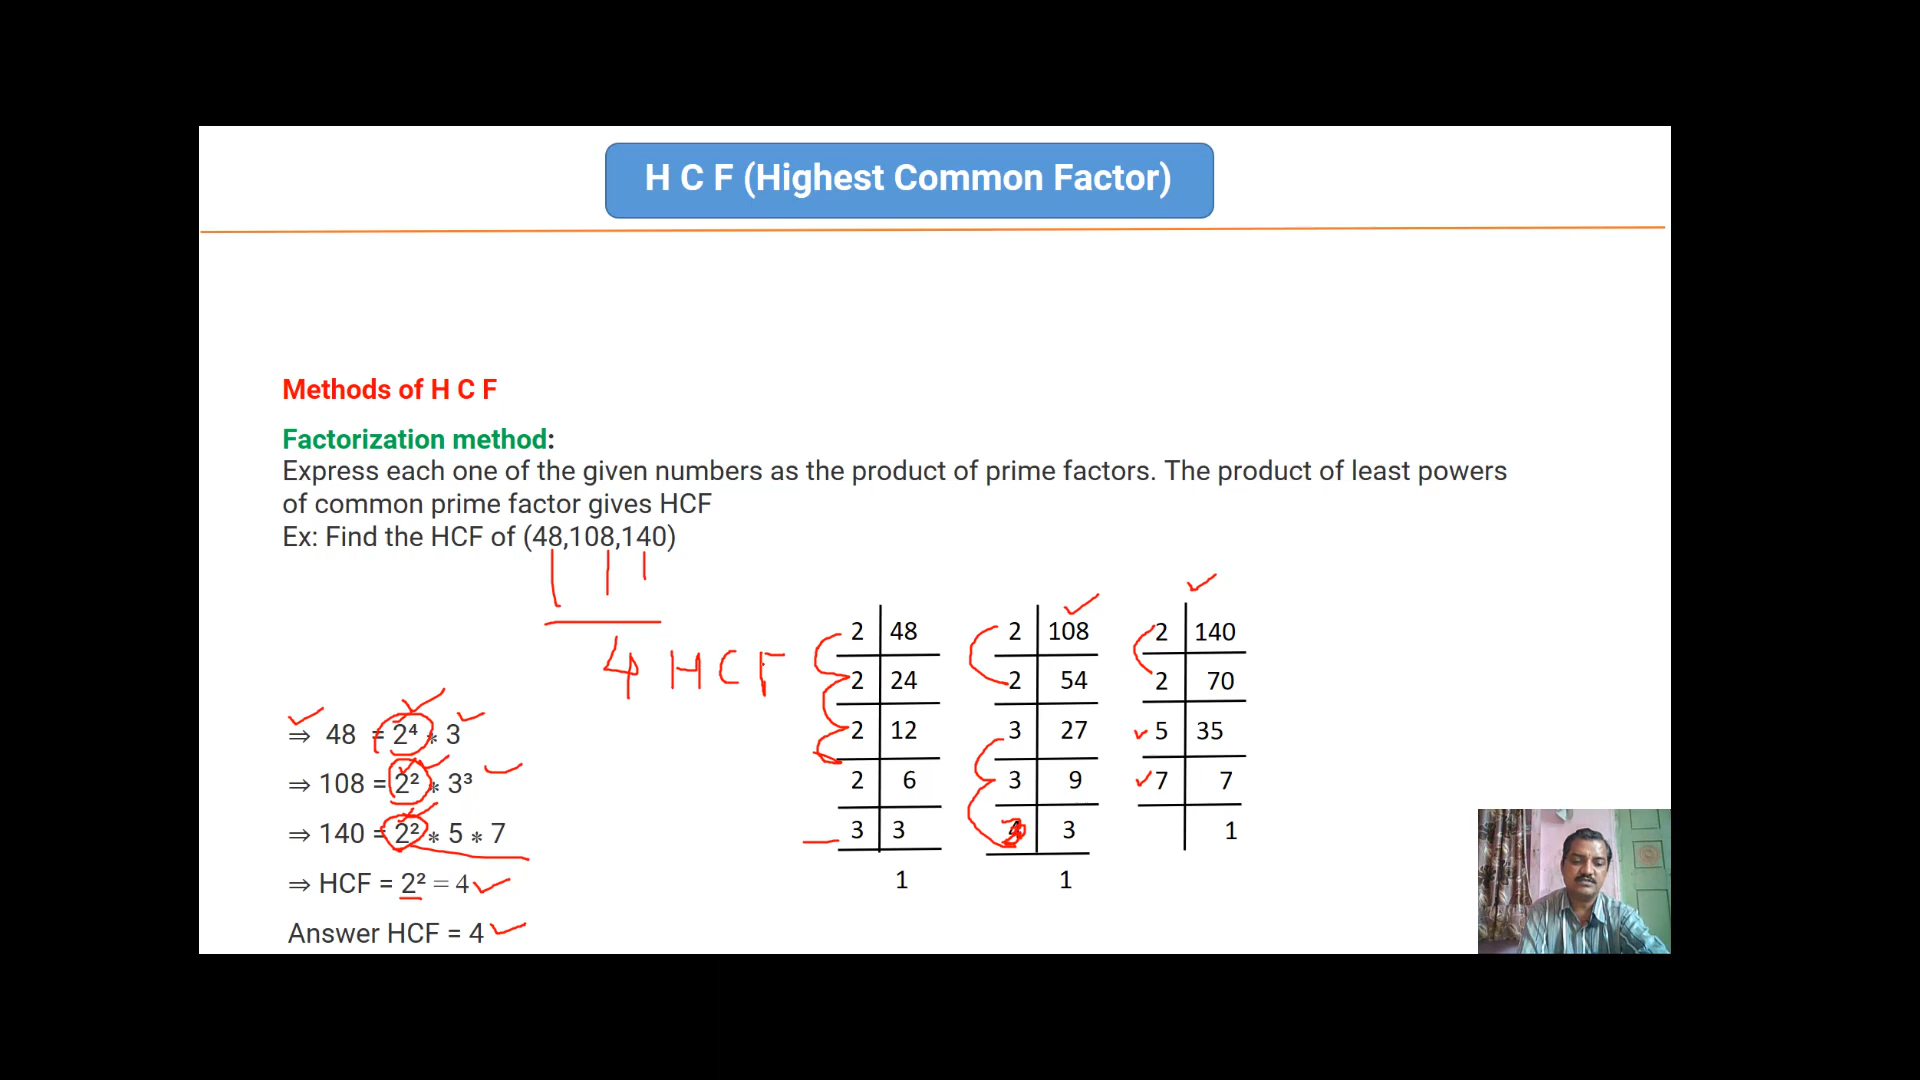 H C F (Highest Common Factor)
Methods of H C F
Factorization method:
Express each one of the given numbers as the product of prime factors. The product of least powers
of common prime factor gives HCF
Ex: Find the HCF of (48,108,140)
4 HCF
⇒ 48 = 2⁴ * 3
⇒ 108 = 2² * 3³
⇒ 140 = 2² * 5 * 7
⇒ HCF = 2² = 4
Answer HCF = 4
2 48
2 24
2 12
2 6
3 3
1
2 108
2 54
3 27
3 9
3 3
1
2 140
2 70
5 35
7 7
1